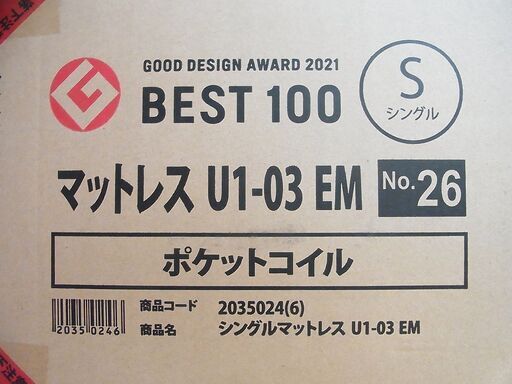 GOOD DESIGN AWARD 2021
BEST 100
S
シングル
マットレス U1-03 EM No.26
ポケットコイル
商品コード 2035024(6)
商品名 シングルマットレス U1-03 EM
2035 0246